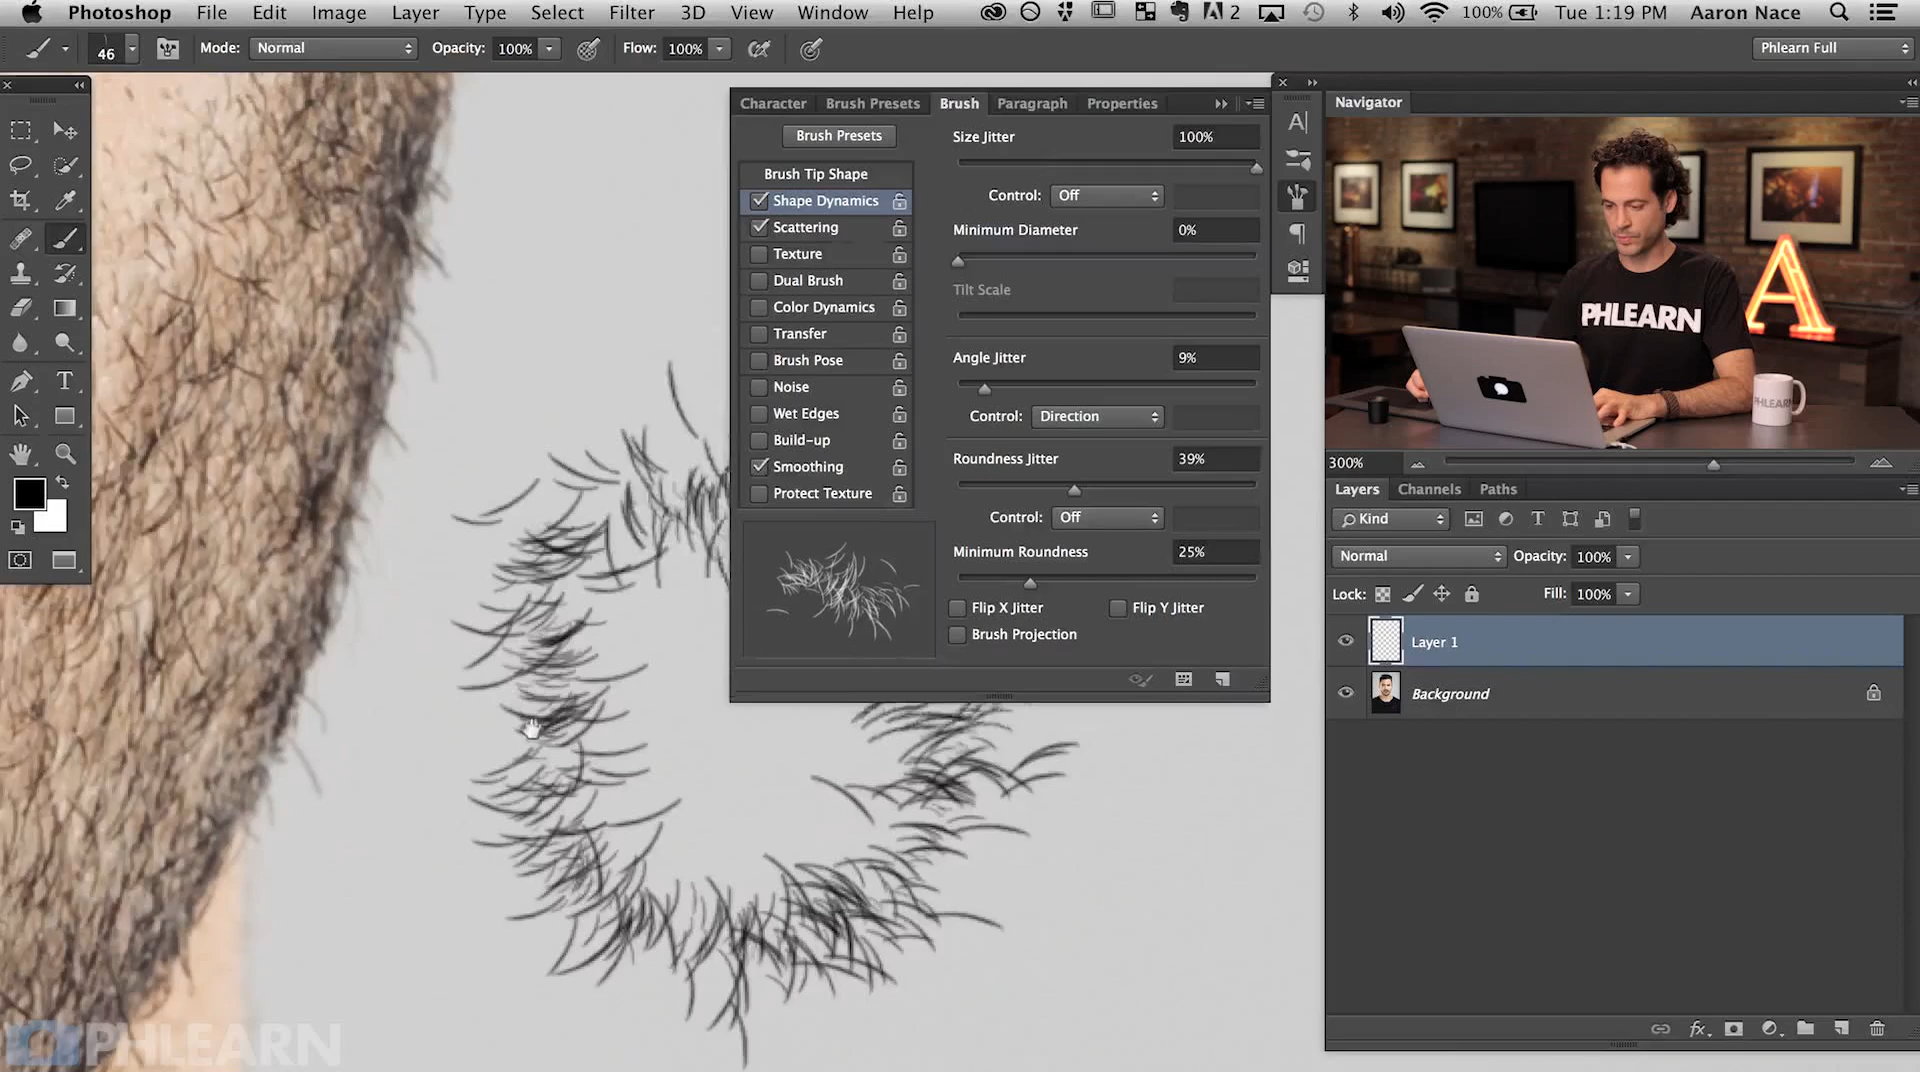 Photoshop File Edit Image Layer Type Select Filter 3D View Window Help 2 100% Tue 1:19 PM Aaron Nace
46 Mode: Normal Opacity: 100% Flow: 100% Phlearn Full
Character Brush Presets Brush Paragraph Properties
Brush Presets
Brush Tip Shape
Shape Dynamics
Scattering
Texture
Dual Brush
Color Dynamics
Transfer
Brush Pose
Noise
Wet Edges
Build-up
Smoothing
Protect Texture
Size Jitter 100%
Control: Off
Minimum Diameter 0%
Tilt Scale
Angle Jitter 9%
Control: Direction
Roundness Jitter 39%
Control: Off
Minimum Roundness 25%
Flip X Jitter Flip Y Jitter
Brush Projection
Navigator
PHLEARN
A
PHLEARN
300%
Layers Channels Paths
Kind
Normal Opacity: 100%
Lock: Fill: 100%
Layer 1
Background
PHLEARN